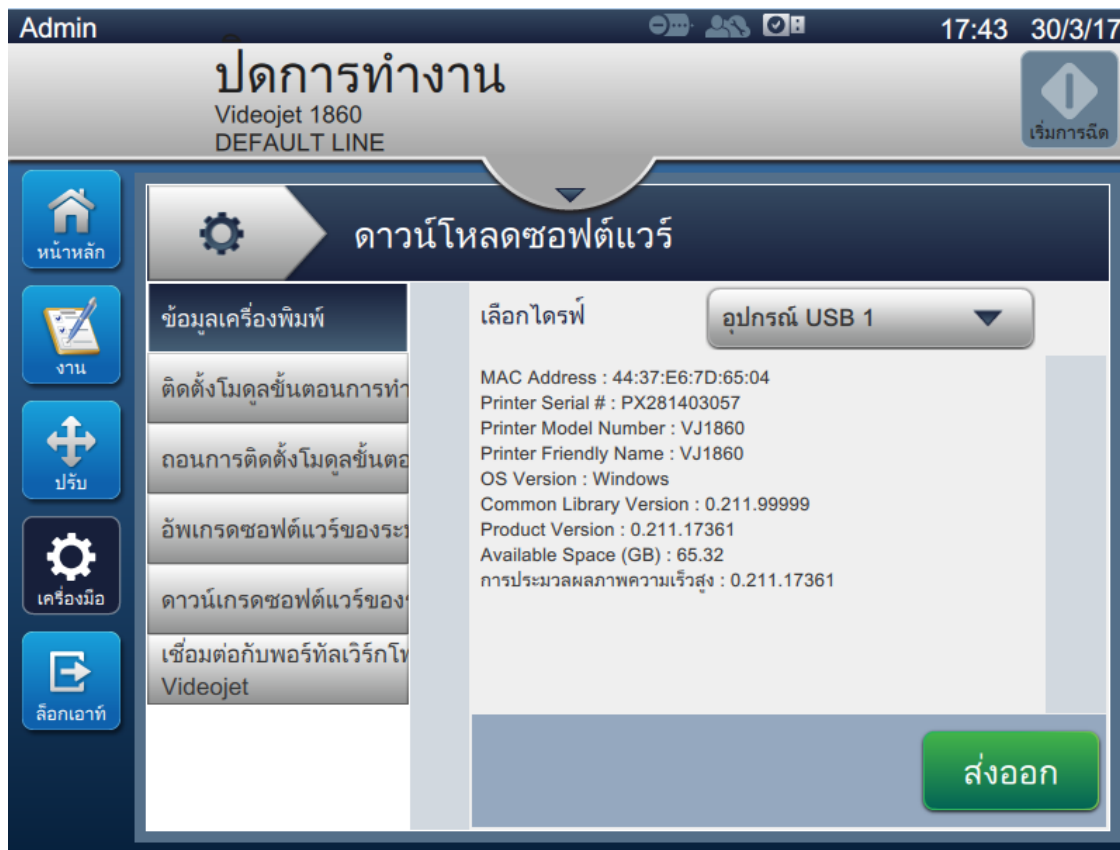 Admin
17:43 30/3/17
ปิดการทำงาน
Videojet 1860
DEFAULT LINE
เริ่มการฉีด
หน้าหลัก
งาน
ปรับ
เครื่องมือ
ล็อกเอาท์
ดาวน์โหลดซอฟต์แวร์
ข้อมูลเครื่องพิมพ์
ติดตั้งโมดูลขั้นตอนการทำ
ถอนการติดตั้งโมดูลขั้นตอ
อัพเกรดซอฟต์แวร์ของระ
ดาวน์เกรดซอฟต์แวร์ของ
เชื่อมต่อกับพอร์ทัลเวิร์กโฟ
Videojet
เลือกไดรฟ์
อุปกรณ์ USB 1
MAC Address : 44:37:E6:7D:65:04
Printer Serial # : PX281403057
Printer Model Number : VJ1860
Printer Friendly Name : VJ1860
OS Version : Windows
Common Library Version : 0.211.99999
Product Version : 0.211.17361
Available Space (GB) : 65.32
การประมวลผลภาพความเร็วสูง : 0.211.17361
ส่งออก